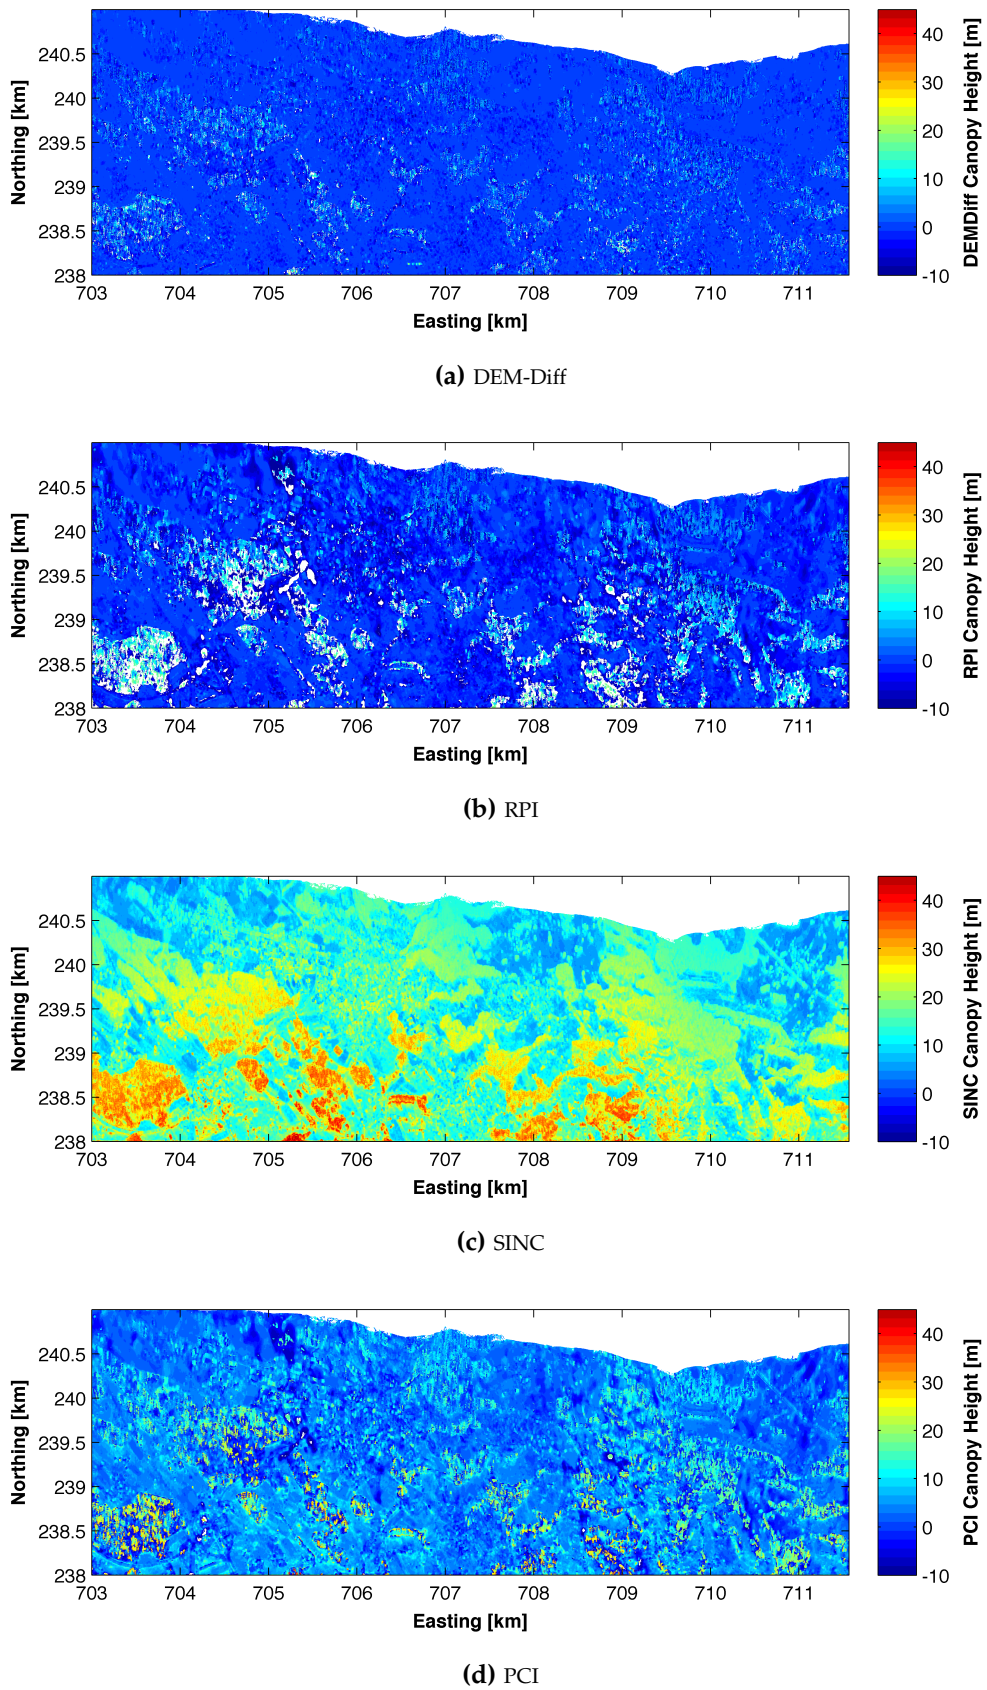 240.5
240
239.5
239
238.5
238
Northing [km]
703 704 705 706 707 708 709 710 711
Easting [km]
40
30
20
10
0
-10
DEMDiff Canopy Height [m]
(a) DEM-Diff
240.5
240
239.5
239
238.5
238
Northing [km]
703 704 705 706 707 708 709 710 711
Easting [km]
40
30
20
10
0
-10
RPI Canopy Height [m]
(b) RPI
240.5
240
239.5
239
238.5
238
Northing [km]
703 704 705 706 707 708 709 710 711
Easting [km]
40
30
20
10
0
-10
SINC Canopy Height [m]
(c) SINC
240.5
240
239.5
239
238.5
238
Northing [km]
703 704 705 706 707 708 709 710 711
Easting [km]
40
30
20
10
0
-10
PCI Canopy Height [m]
(d) PCI